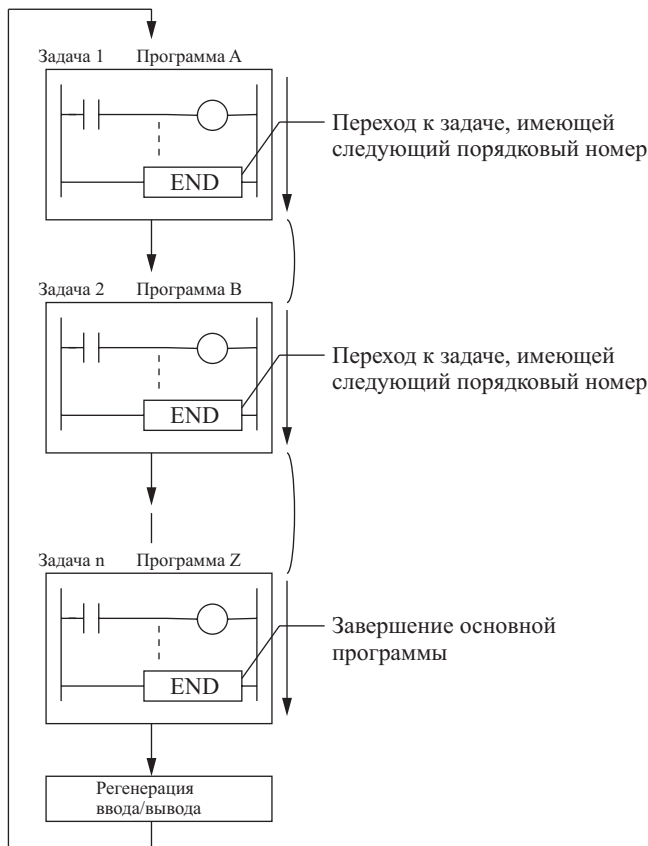 Задача 1 Программа A
END
Переход к задаче, имеющей
следующий порядковый номер
Задача 2 Программа B
END
Переход к задаче, имеющей
следующий порядковый номер
Задача n Программа Z
END
Завершение основной
программы
Регенерация
ввода/вывода